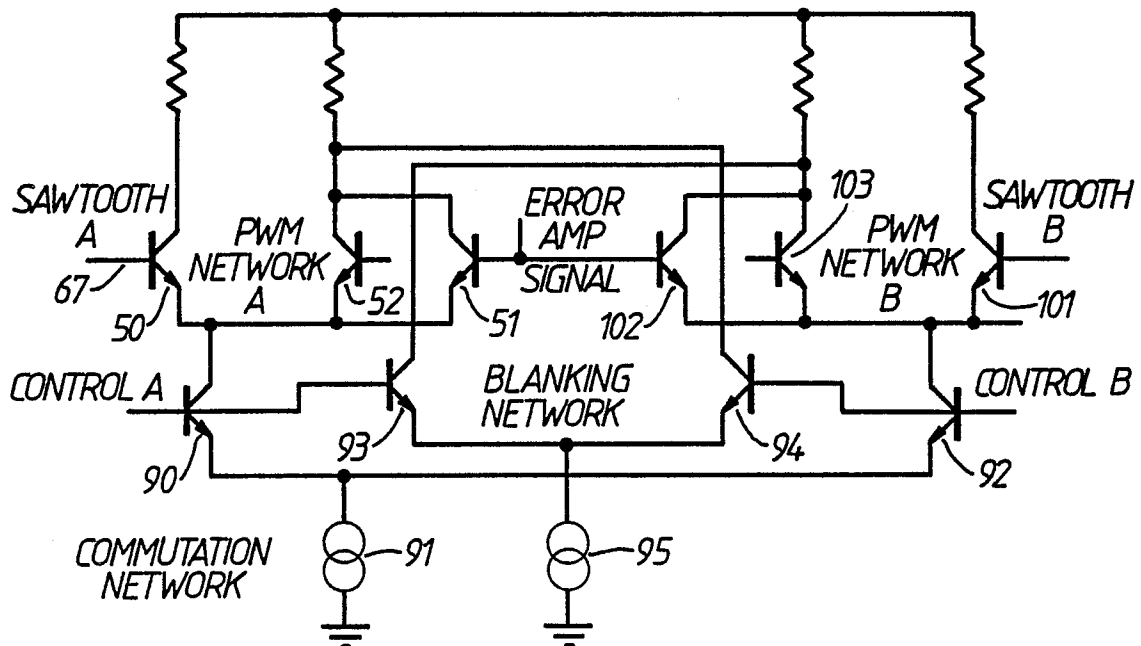 SAWTOOTH
A
67
50
PWM
NETWORK
A
52
51
ERROR
AMP
SIGNAL
102
103
PWM
NETWORK
B
SAWTOOTH
B
101
CONTROL A
90
93
BLANKING
NETWORK
94
CONTROL B
92
COMMUTATION
NETWORK
91
95